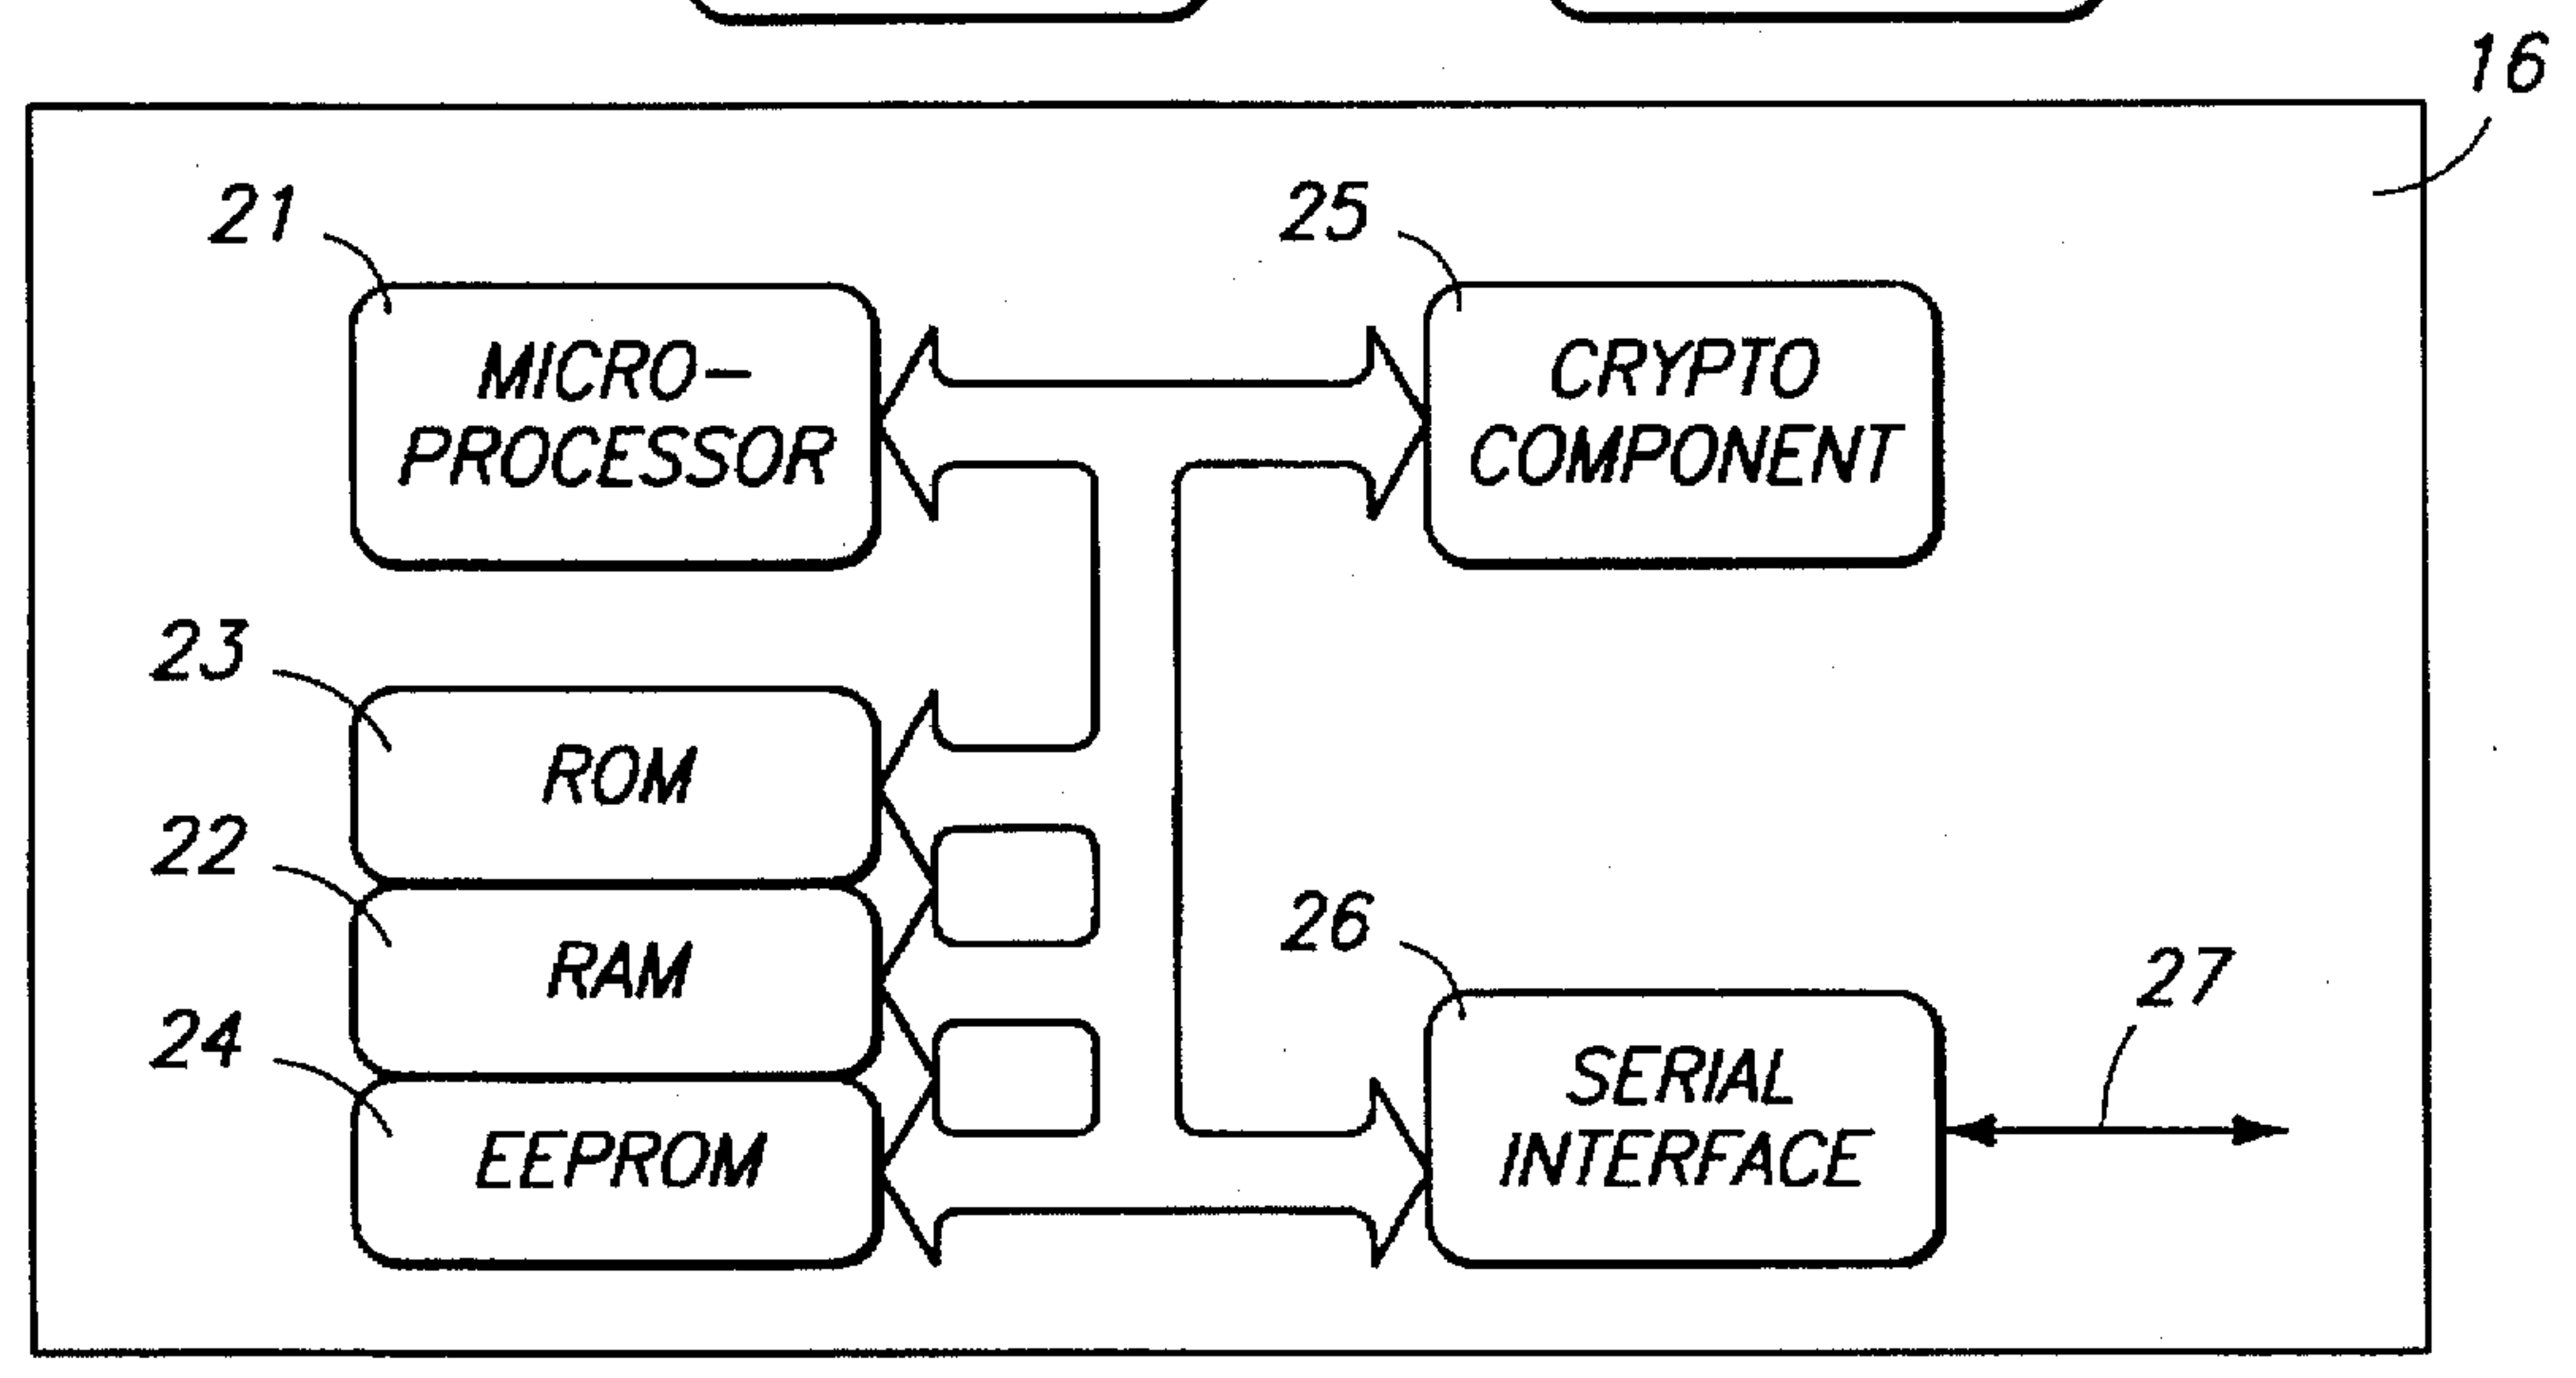 16
21
MICRO-
PROCESSOR
25
CRYPTO
COMPONENT
23
ROM
22
RAM
24
EEPROM
26
SERIAL
INTERFACE
27